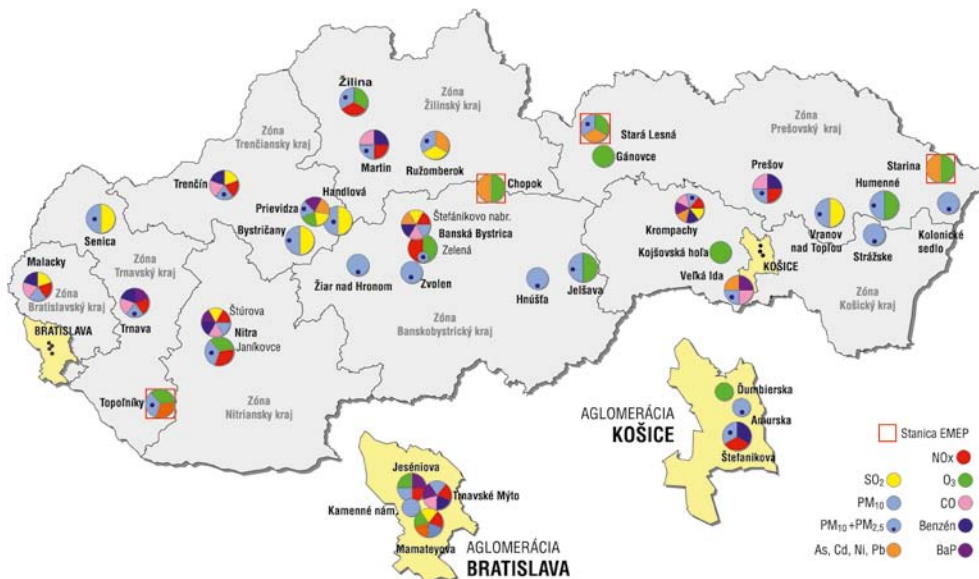 Žilina
Zóna
Žilinský kraj
Zóna
Trenčiansky kraj
Stará Lesná
Zóna
Prešovský kraj
Gánovce
Martin
Ružomberok
Prešov
Starina
Trenčín
Handlová
Chopok
Humenné
Prievidza
Štefánikovo nabr.
Krompachy
Senica
Bystričany
Banská Bystrica
Vranov
nad Topľou
Kolonické
sedlo
Zelená
Kojšovská hoľa
Strážske
Malacky
Zóna
Trnavský kraj
Žiar nad Hronom
Zvolen
Hnúšťa
Jelšava
Veľká Ida
KOŠICE
Zóna
Bratislavský kraj
Trnava
Štúrova
Nitra
Janíkovce
Zóna
Košický kraj
BRATISLAVA
Zóna
Banskobystrický kraj
Topoľníky
Zóna
Nitriansky kraj
Ďumbierska
AGLOMERÁCIA
KOŠICE
Amurska
Štefanikova
Stanica EMEP
NOx
Jeséniova
SO2
O3
Trnavské Mýto
PM10
CO
Kamenné nám.
PM10+PM2,5
Benzén
Mamateyova
AGLOMERÁCIA
BRATISLAVA
As, Cd, Ni, Pb
BaP